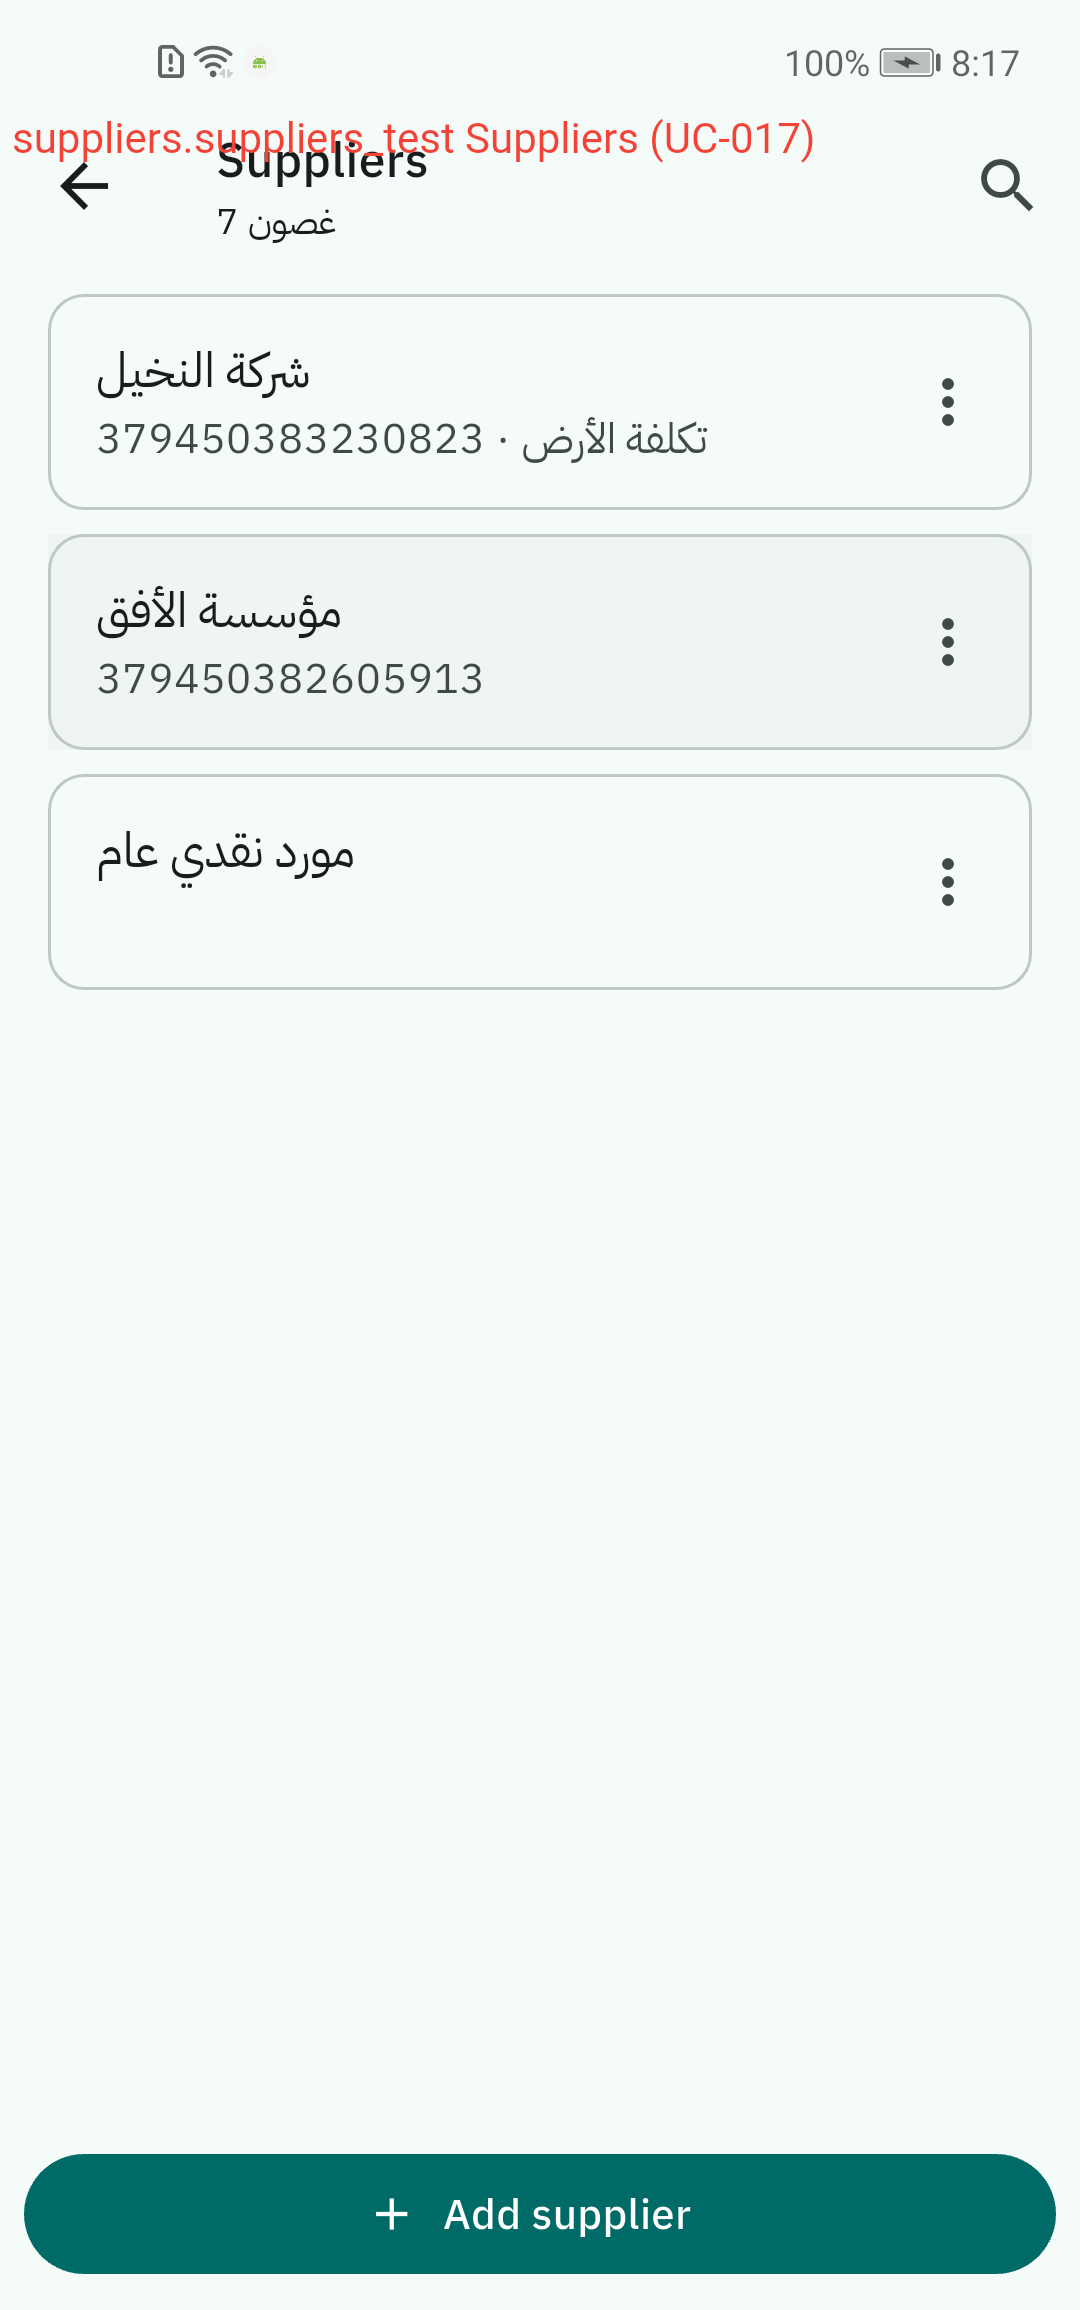 100% 8:17
suppliers.suppliers_test Suppliers (UC-017)
Suppliers
غصون 7
شركة النخيل
379450383230823 · تكلفة الأرض
مؤسسة الأفق
379450382605913
مورد نقدي عام
+ Add supplier